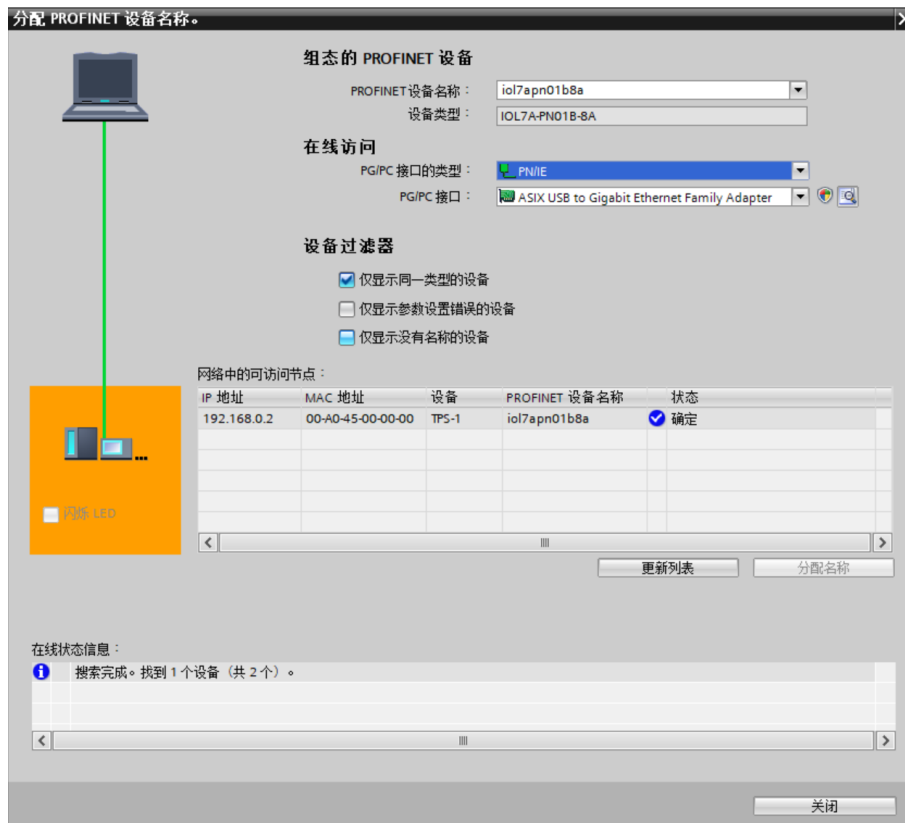 分配 PROFINET 设备名称。
组态的 PROFINET 设备
PROFINET设备名称： iol7apn01b8a
设备类型： IOL7A-PN01B-8A
在线访问
PG/PC 接口的类型： PN/IE
PG/PC 接口： ASIX USB to Gigabit Ethernet Family Adapter
设备过滤器
仅显示同一类型的设备
仅显示参数设置错误的设备
仅显示没有名称的设备
网络中的可访问节点：
IP 地址 MAC 地址 设备 PROFINET 设备名称 状态
192.168.0.2 00-A0-45-00-00-00 TPS-1 iol7apn01b8a 确定
闪烁 LED
更新列表 分配名称
在线状态信息：
搜索完成。找到 1 个设备（共 2 个）。
关闭